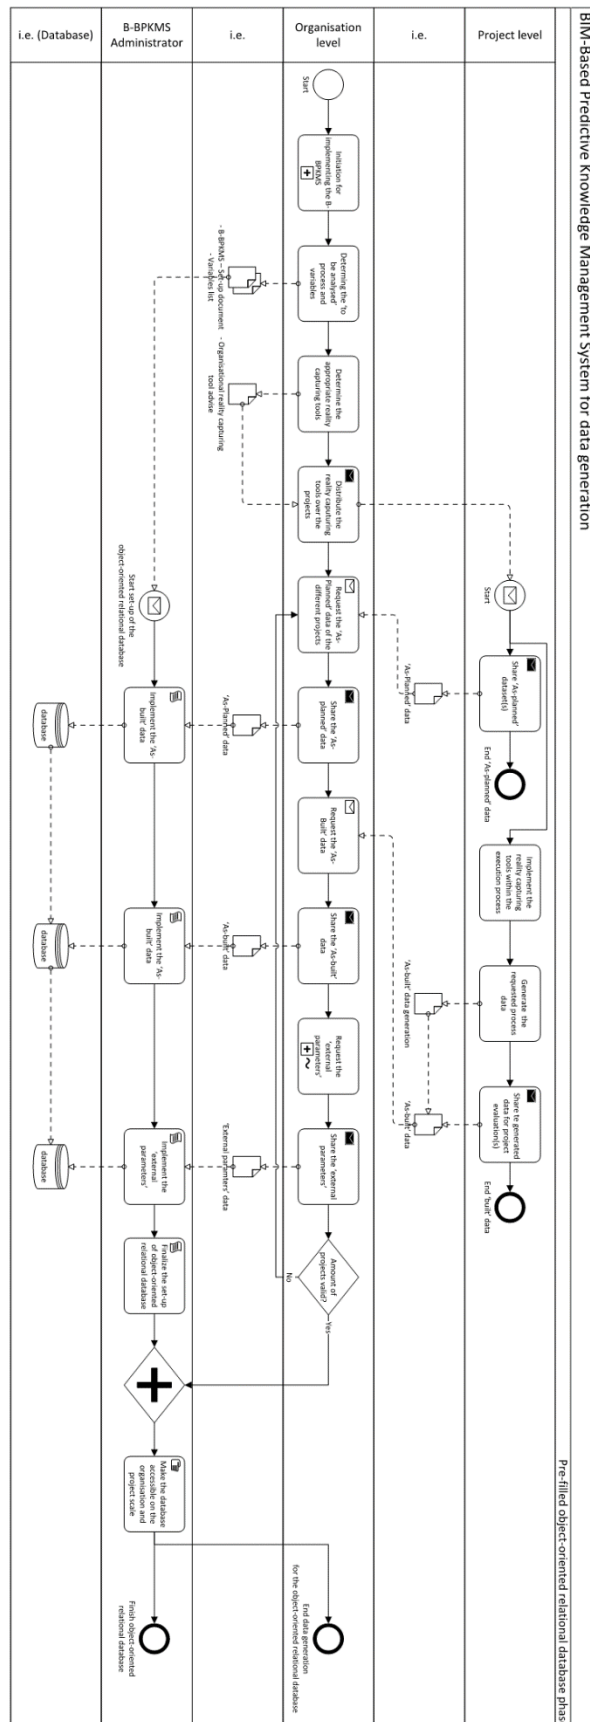 BIM-Based Predictive Knowledge Management System for data generation
Pre-filled object-oriented relational database phas
Project level
i.e.
Organisation
level
i.e.
B-BPKMS
Administrator
i.e. (Database)
Start
Share 'As-planned'
dataset(s)
End 'As-planned' data
Implement the
reality capturing
tools within the
execution process
Generate the
requested process
data
Share te generated
data for project
evaluation(s)
End 'built' data
'As-Planned' data
'As-built' data generation
'As-built' data
Start
Initiation for
implementing the B-
BPKMS
Determining the 'to
be analysed'
process and
variables
Determine the
appropriate reality
capturing tools
Distribute the
reality caputuring
tools over the
projects
Request the 'As-
Planned' data of the
different projects
Share the 'As-
planned' data
Request the 'As-
Built' data
Share the 'As-built'
data
Request the
'external
parameters'
Share the 'external
parameters'
Amount of
projects valid?
Yes
No
End data generation
for the object-oriented relational database
- B-BPKMS – Set-up document
- Variables list
- Organisational reality capturing
tool advise
'As-Planned' data
'As-built' data
'External paramters' data
Start set-up of the
object-oriented relational database
Implement the 'As-
built' data
Implement the 'As-
built' data
Implement the
'external
parameters'
Finalize the set-up
of object-oriented
relational database
Make the database
accessible on the
organisation and
project scale
Finish object-oriented
relational database
database
database
database